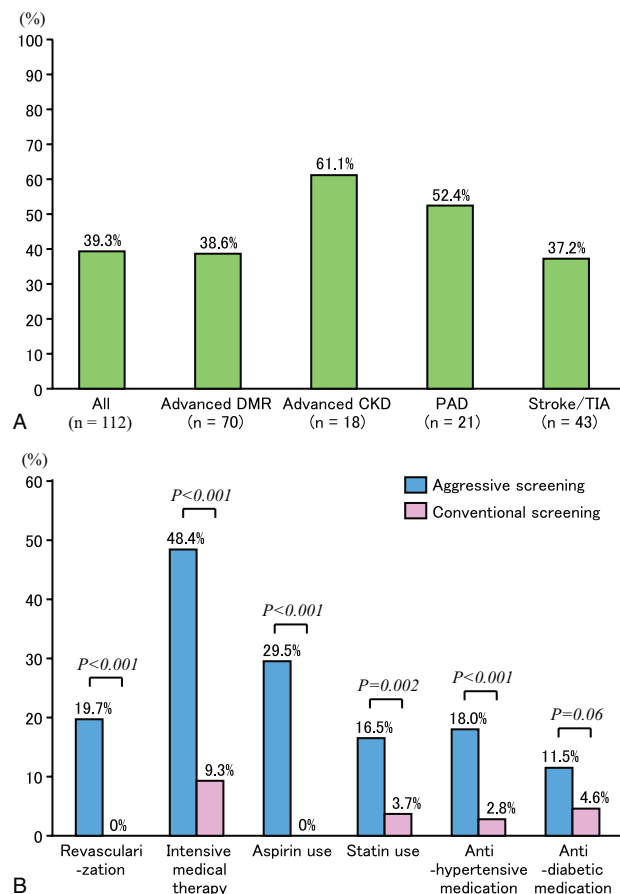 (%)
100
90
80
70
60
50
40
30
20
10
0
39.3%
38.6%
61.1%
52.4%
37.2%
All
(n = 112)
Advanced DMR
(n = 70)
Advanced CKD
(n = 18)
PAD
(n = 21)
Stroke/TIA
(n = 43)
A
(%)
60
50
40
30
20
10
0
Aggressive screening
Conventional screening
P<0.001
19.7%
0%
P<0.001
48.4%
9.3%
P<0.001
29.5%
0%
P=0.002
16.5%
3.7%
P<0.001
18.0%
2.8%
P=0.06
11.5%
4.6%
Revasculari
-zation
Intensive
medical
therapy
Aspirin use
Statin use
Anti
-hypertensive
medication
Anti
-diabetic
medication
B